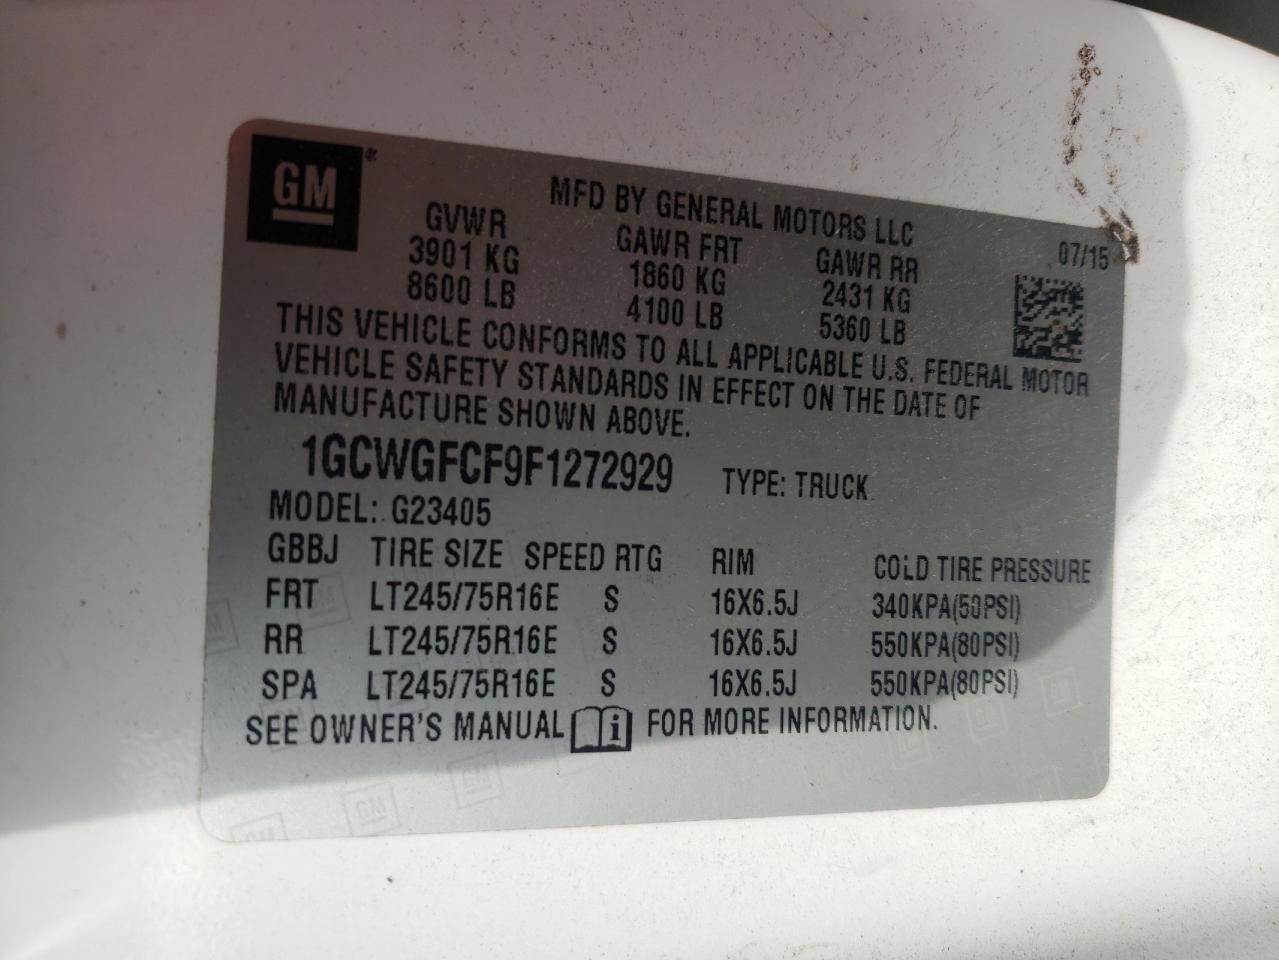 GM®
MFD BY GENERAL MOTORS LLC
GVWR GAWR FRT GAWR RR 07/15
3901 KG 1860 KG 2431 KG
8600 LB 4100 LB 5360 LB
THIS VEHICLE CONFORMS TO ALL APPLICABLE U.S. FEDERAL MOTOR
VEHICLE SAFETY STANDARDS IN EFFECT ON THE DATE OF
MANUFACTURE SHOWN ABOVE.
1GCWGFCF9F1272929 TYPE: TRUCK
MODEL: G23405
GBBJ TIRE SIZE SPEED RTG RIM COLD TIRE PRESSURE
FRT LT245/75R16E S 16X6.5J 340KPA(50PSI)
RR LT245/75R16E S 16X6.5J 550KPA(80PSI)
SPA LT245/75R16E S 16X6.5J 550KPA(80PSI)
SEE OWNER'S MANUAL i FOR MORE INFORMATION.